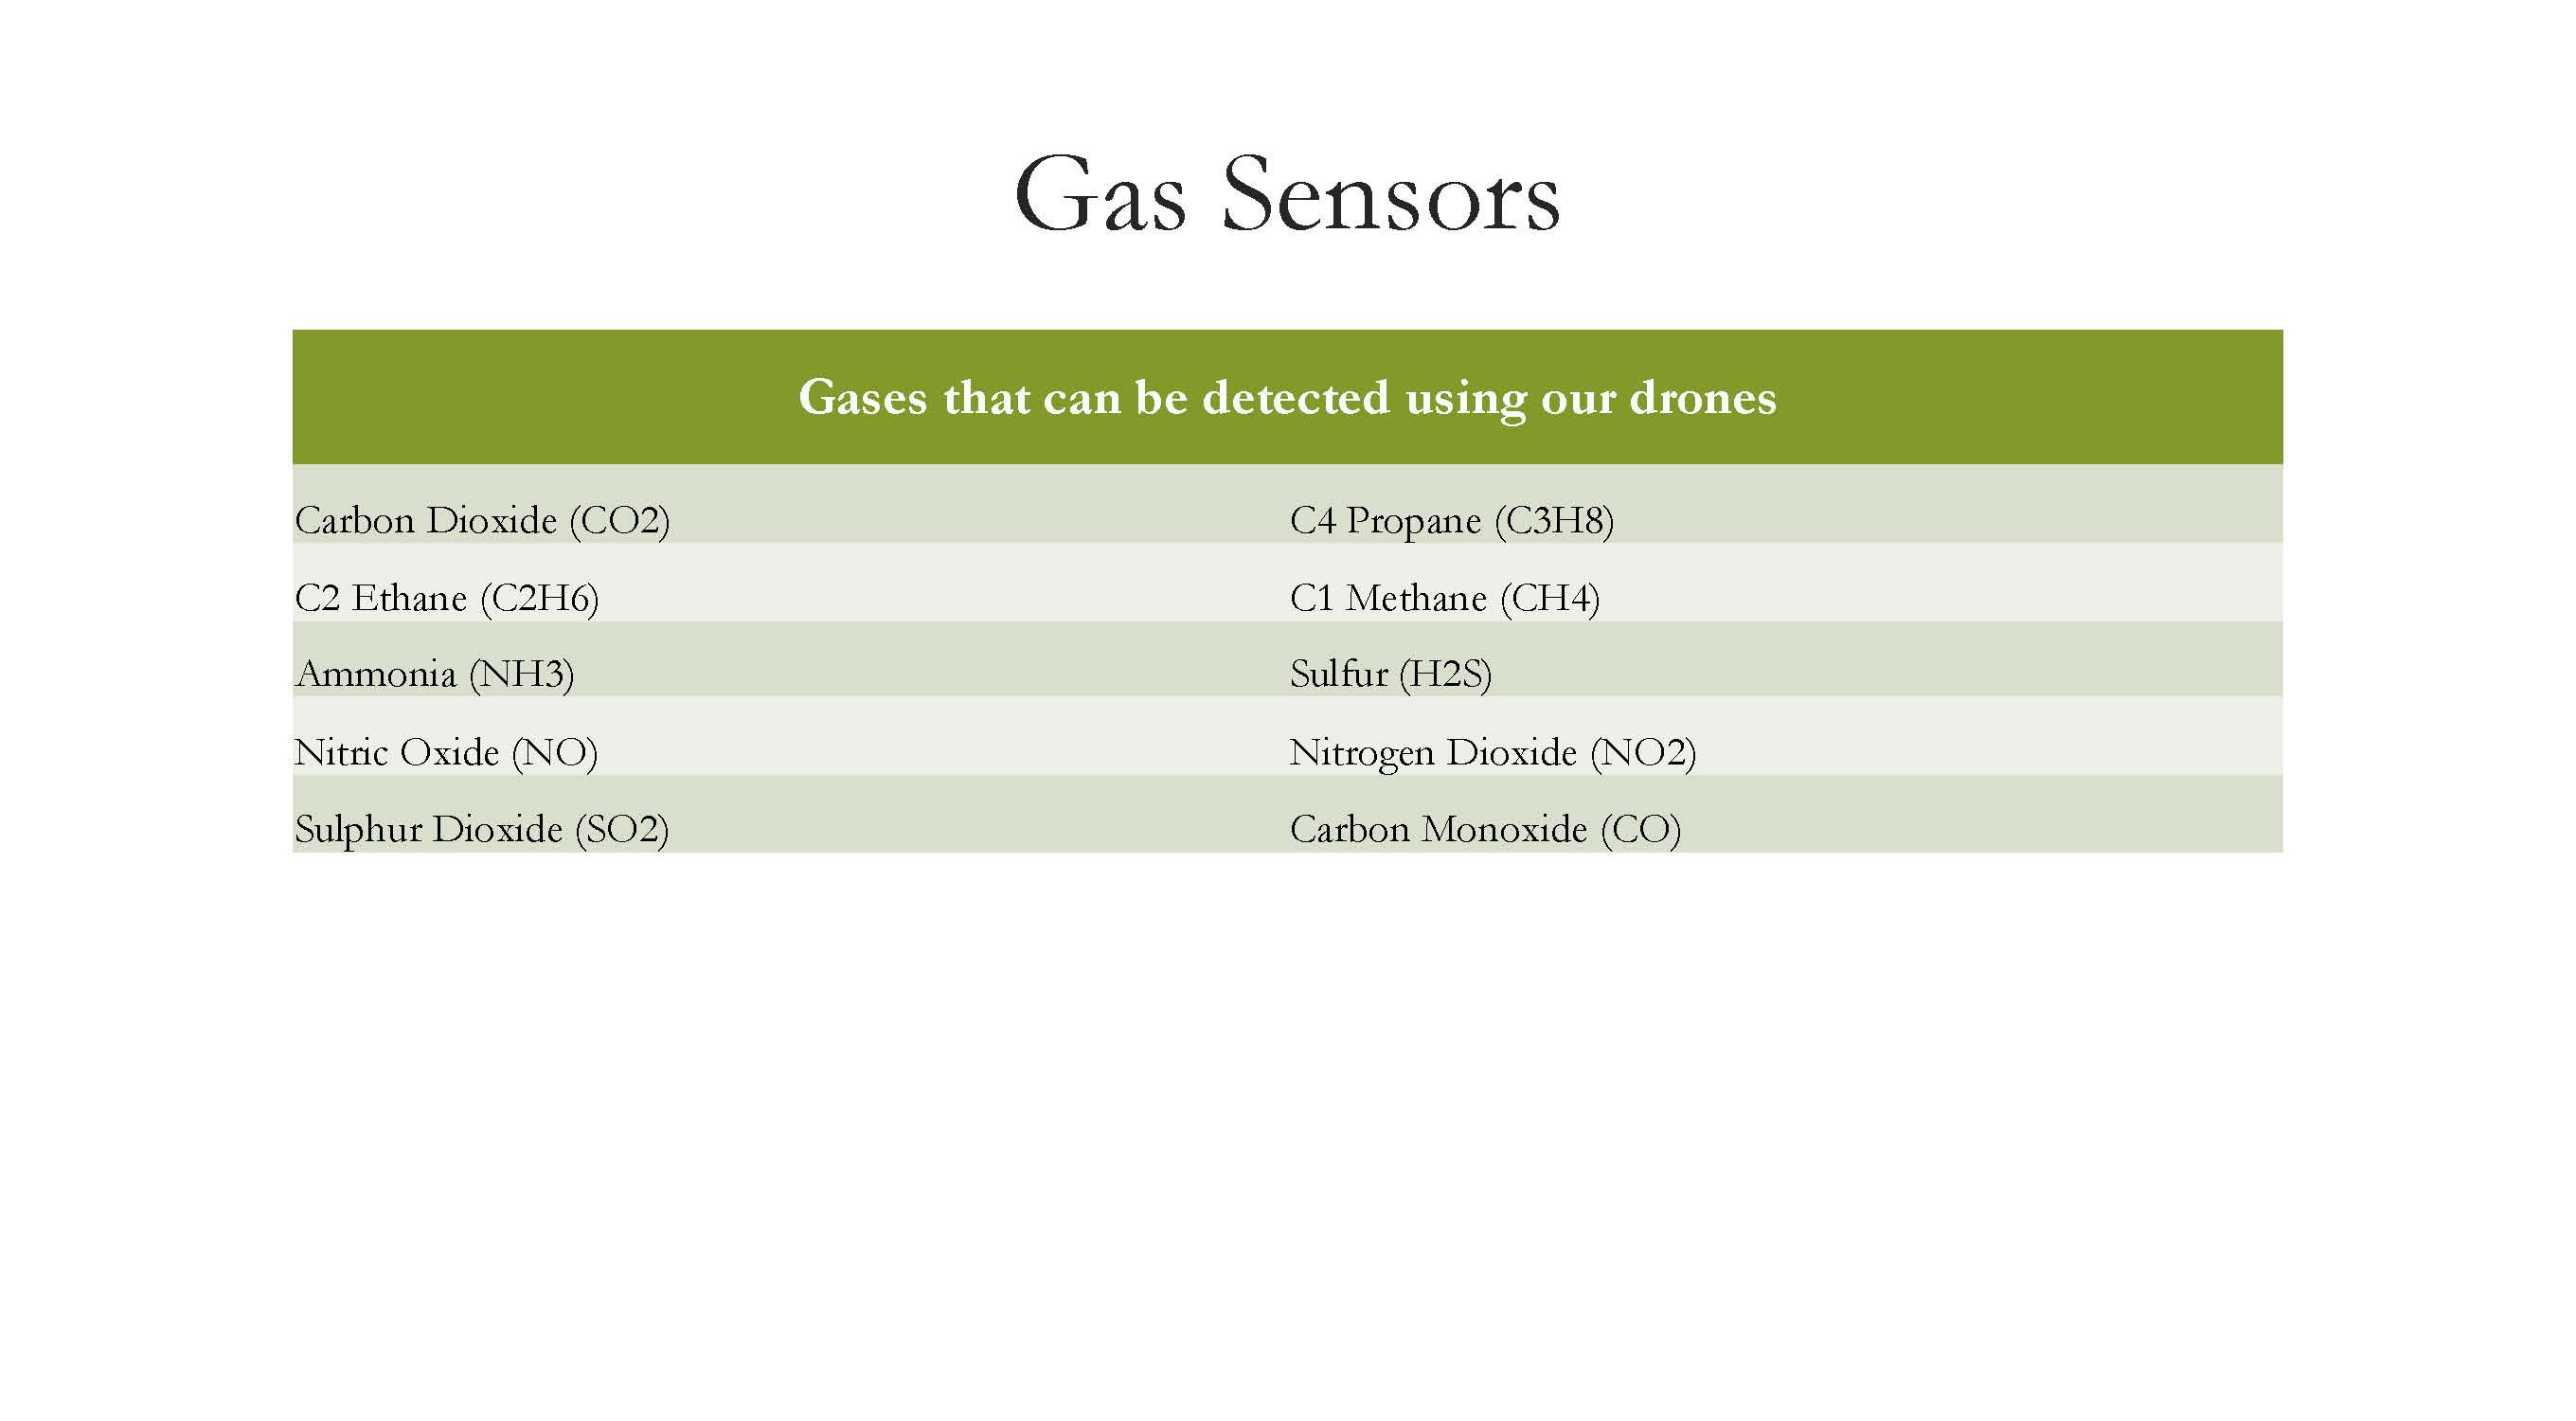 Gas Sensors
Gases that can be detected using our drones
Carbon Dioxide (CO2) C4 Propane (C3H8)
C2 Ethane (C2H6) C1 Methane (CH4)
Ammonia (NH3) Sulfur (H2S)
Nitric Oxide (NO) Nitrogen Dioxide (NO2)
Sulphur Dioxide (SO2) Carbon Monoxide (CO)